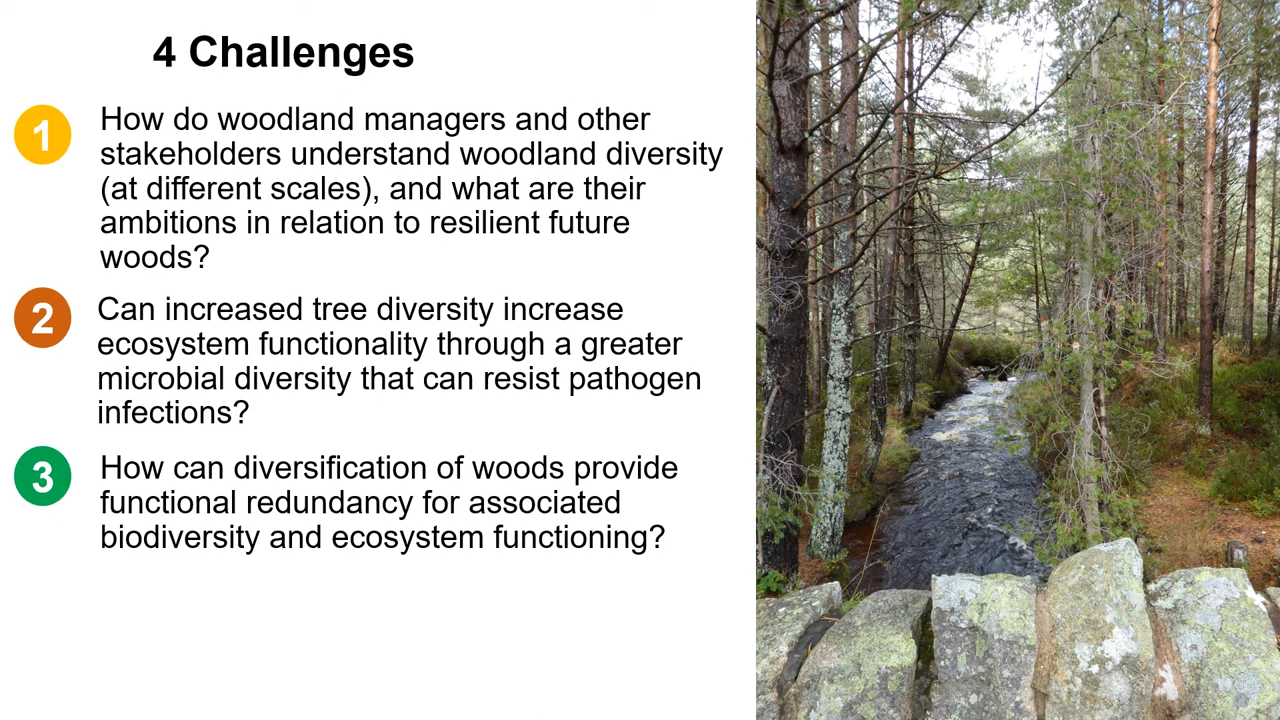 4 Challenges
1
How do woodland managers and other
stakeholders understand woodland diversity
(at different scales), and what are their
ambitions in relation to resilient future
woods?
2
Can increased tree diversity increase
ecosystem functionality through a greater
microbial diversity that can resist pathogen
infections?
3
How can diversification of woods provide
functional redundancy for associated
biodiversity and ecosystem functioning?